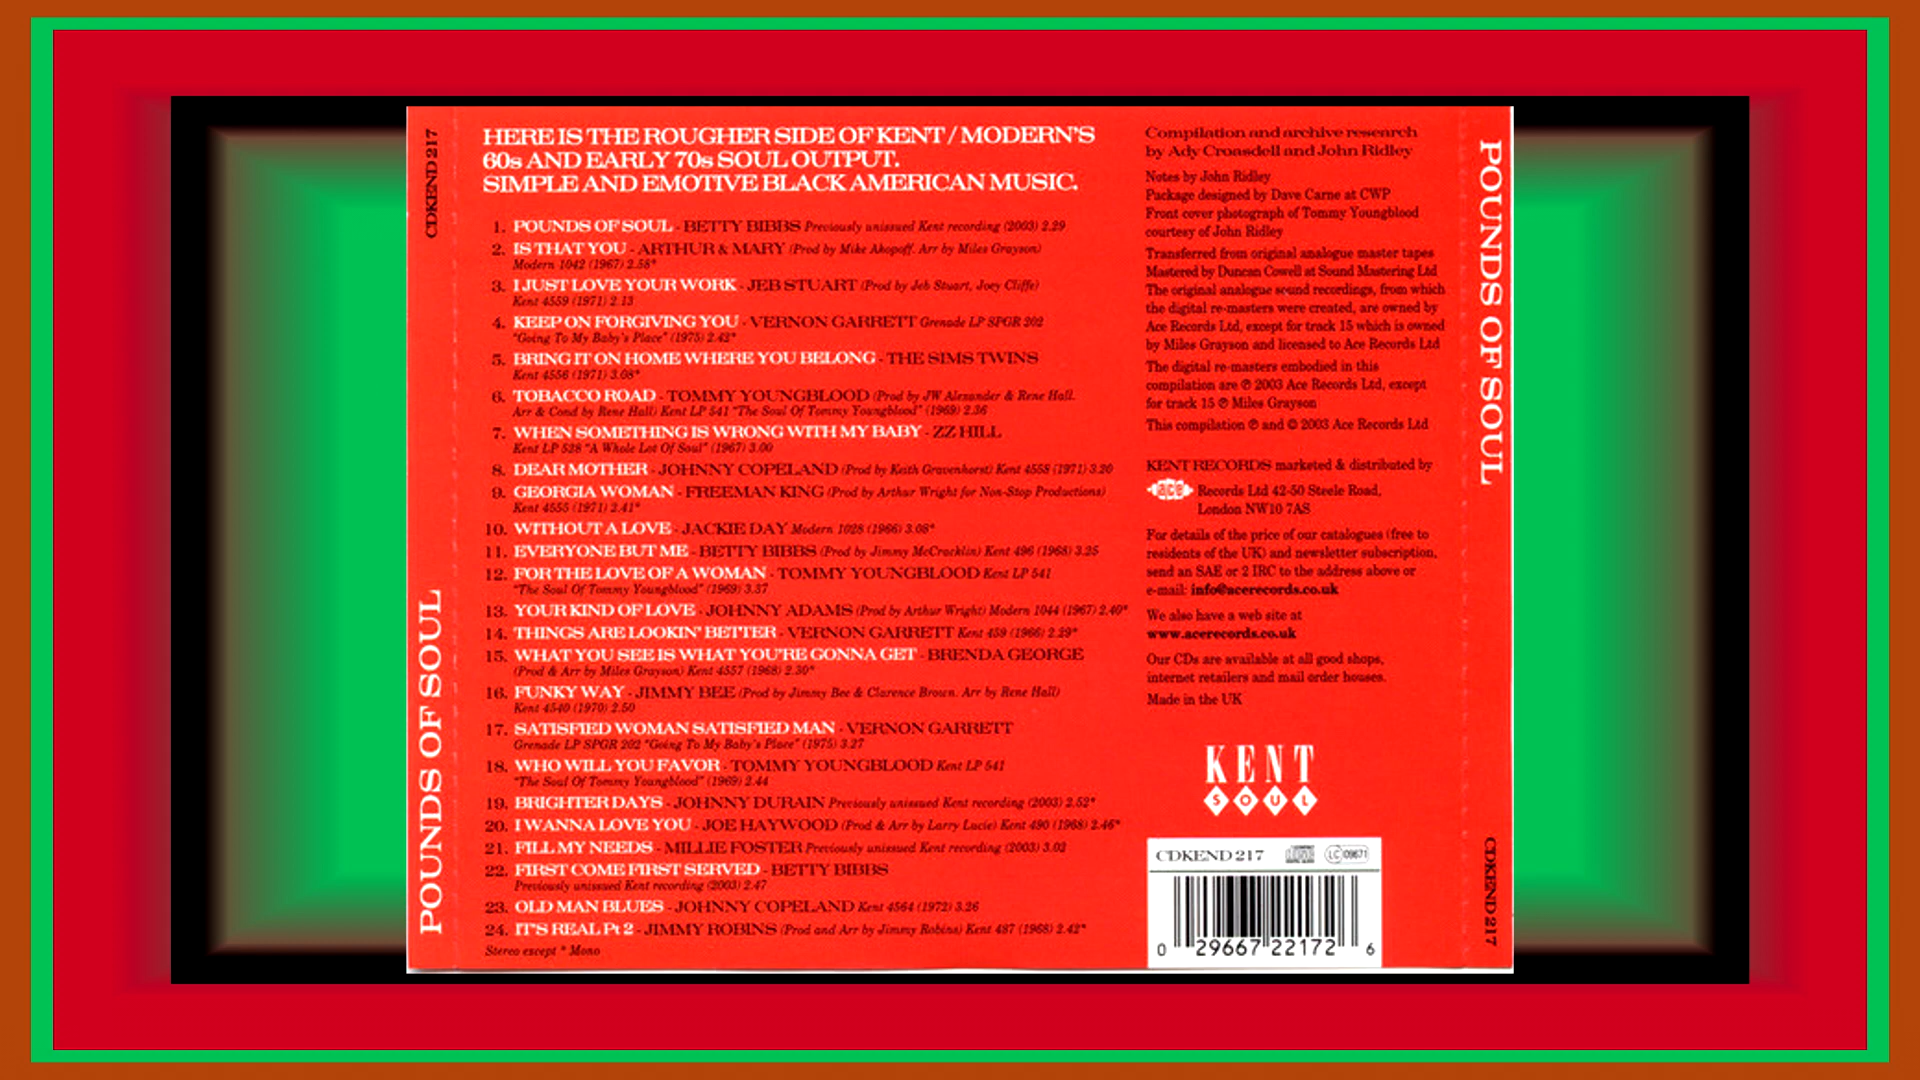 CDKEND 217
POUNDS OF SOUL
HERE IS THE ROUGHER SIDE OF KENT / MODERN'S
60s AND EARLY 70s SOUL OUTPUT.
SIMPLE AND EMOTIVE BLACK AMERICAN MUSIC.
1. POUNDS OF SOUL - BETTY BIBBS Previously unissued Kent recording (2003) 2.29
2. IS THAT YOU - ARTHUR & MARY (Prod by Mike Akopoff. Arr by Miles Grayson)
Modern 1042 (1967) 2.58*
3. I JUST LOVE YOUR WORK - JEB STUART (Prod by Jeb Stuart, Joey Cliffe)
Kent 4559 (1971) 2.13
4. KEEP ON FORGIVING YOU - VERNON GARRETT Grenade LP SPGR 202
"Going To My Baby's Place" (1975) 2.42*
5. BRING IT ON HOME WHERE YOU BELONG - THE SIMS TWINS
Kent 4556 (1971) 3.08*
6. TOBACCO ROAD - TOMMY YOUNGBLOOD (Prod by JW Alexander & Rene Hall.
Arr & Cond by Rene Hall) Kent LP 541 "The Soul Of Tommy Youngblood" (1969) 2.36
7. WHEN SOMETHING IS WRONG WITH MY BABY - ZZ HILL
Kent LP 528 "A Whole Lot Of Soul" (1967) 3.00
8. DEAR MOTHER - JOHNNY COPELAND (Prod by Keith Gravenhorst) Kent 4558 (1971) 3.20
9. GEORGIA WOMAN - FREEMAN KING (Prod by Arthur Wright for Non-Stop Productions)
Kent 4555 (1971) 2.41*
10. WITHOUT A LOVE - JACKIE DAY Modern 1028 (1966) 3.08*
11. EVERYONE BUT ME - BETTY BIBBS (Prod by Jimmy McCracklin) Kent 496 (1968) 3.25
12. FOR THE LOVE OF A WOMAN - TOMMY YOUNGBLOOD Kent LP 541
"The Soul Of Tommy Youngblood" (1969) 3.37
13. YOUR KIND OF LOVE - JOHNNY ADAMS (Prod by Arthur Wright) Modern 1044 (1967) 2.40*
14. THINGS ARE LOOKIN' BETTER - VERNON GARRETT Kent 459 (1966) 2.29*
15. WHAT YOU SEE IS WHAT YOU'RE GONNA GET - BRENDA GEORGE
(Prod & Arr by Miles Grayson) Kent 4557 (1968) 2.30*
16. FUNKY WAY - JIMMY BEE (Prod by Jimmy Bee & Clarence Brown. Arr by Rene Hall)
Kent 4540 (1970) 2.50
17. SATISFIED WOMAN SATISFIED MAN - VERNON GARRETT
Grenade LP SPGR 202 "Going To My Baby's Place" (1975) 3.27
18. WHO WILL YOU FAVOR - TOMMY YOUNGBLOOD Kent LP 541
"The Soul Of Tommy Youngblood" (1969) 2.44
19. BRIGHTER DAYS - JOHNNY DURAIN Previously unissued Kent recording (2003) 2.52*
20. I WANNA LOVE YOU - JOE HAYWOOD (Prod & Arr by Larry Lucie) Kent 490 (1968) 2.46*
21. FILL MY NEEDS - MILLIE FOSTER Previously unissued Kent recording (2003) 3.02
22. FIRST COME FIRST SERVED - BETTY BIBBS
Previously unissued Kent recording (2003) 2.47
23. OLD MAN BLUES - JOHNNY COPELAND Kent 4564 (1972) 3.26
24. IT'S REAL Pt 2 - JIMMY ROBINS (Prod and Arr by Jimmy Robins) Kent 487 (1968) 2.42*
Stereo except * Mono
Compilation and archive research
by Ady Croasdell and John Ridley
Notes by John Ridley
Package designed by Dave Carne at CWP
Front cover photograph of Tommy Youngblood
courtesy of John Ridley
Transferred from original analogue master tapes
Mastered by Duncan Cowell at Sound Mastering Ltd
The original analogue sound recordings, from which
the digital re-masters were created, are owned by
Ace Records Ltd, except for track 15 which is owned
by Miles Grayson and licensed to Ace Records Ltd
The digital re-masters embodied in this
compilation are ℗ 2003 Ace Records Ltd, except
for track 15 ℗ Miles Grayson
This compilation ℗ and © 2003 Ace Records Ltd
KENT RECORDS marketed & distributed by
ace Records Ltd 42-50 Steele Road,
London NW10 7AS
For details of the price of our catalogues (free to
residents of the UK) and newsletter subscription,
send an SAE or 2 IRC to the address above or
e-mail: info@acerecords.co.uk
We also have a web site at
www.acerecords.co.uk
Our CDs are available at all good shops,
internet retailers and mail order houses.
Made in the UK
KENT
SOUL
CDKEND 217 LC 09671
0 29667 22172 6
POUNDS OF SOUL
CDKEND 217